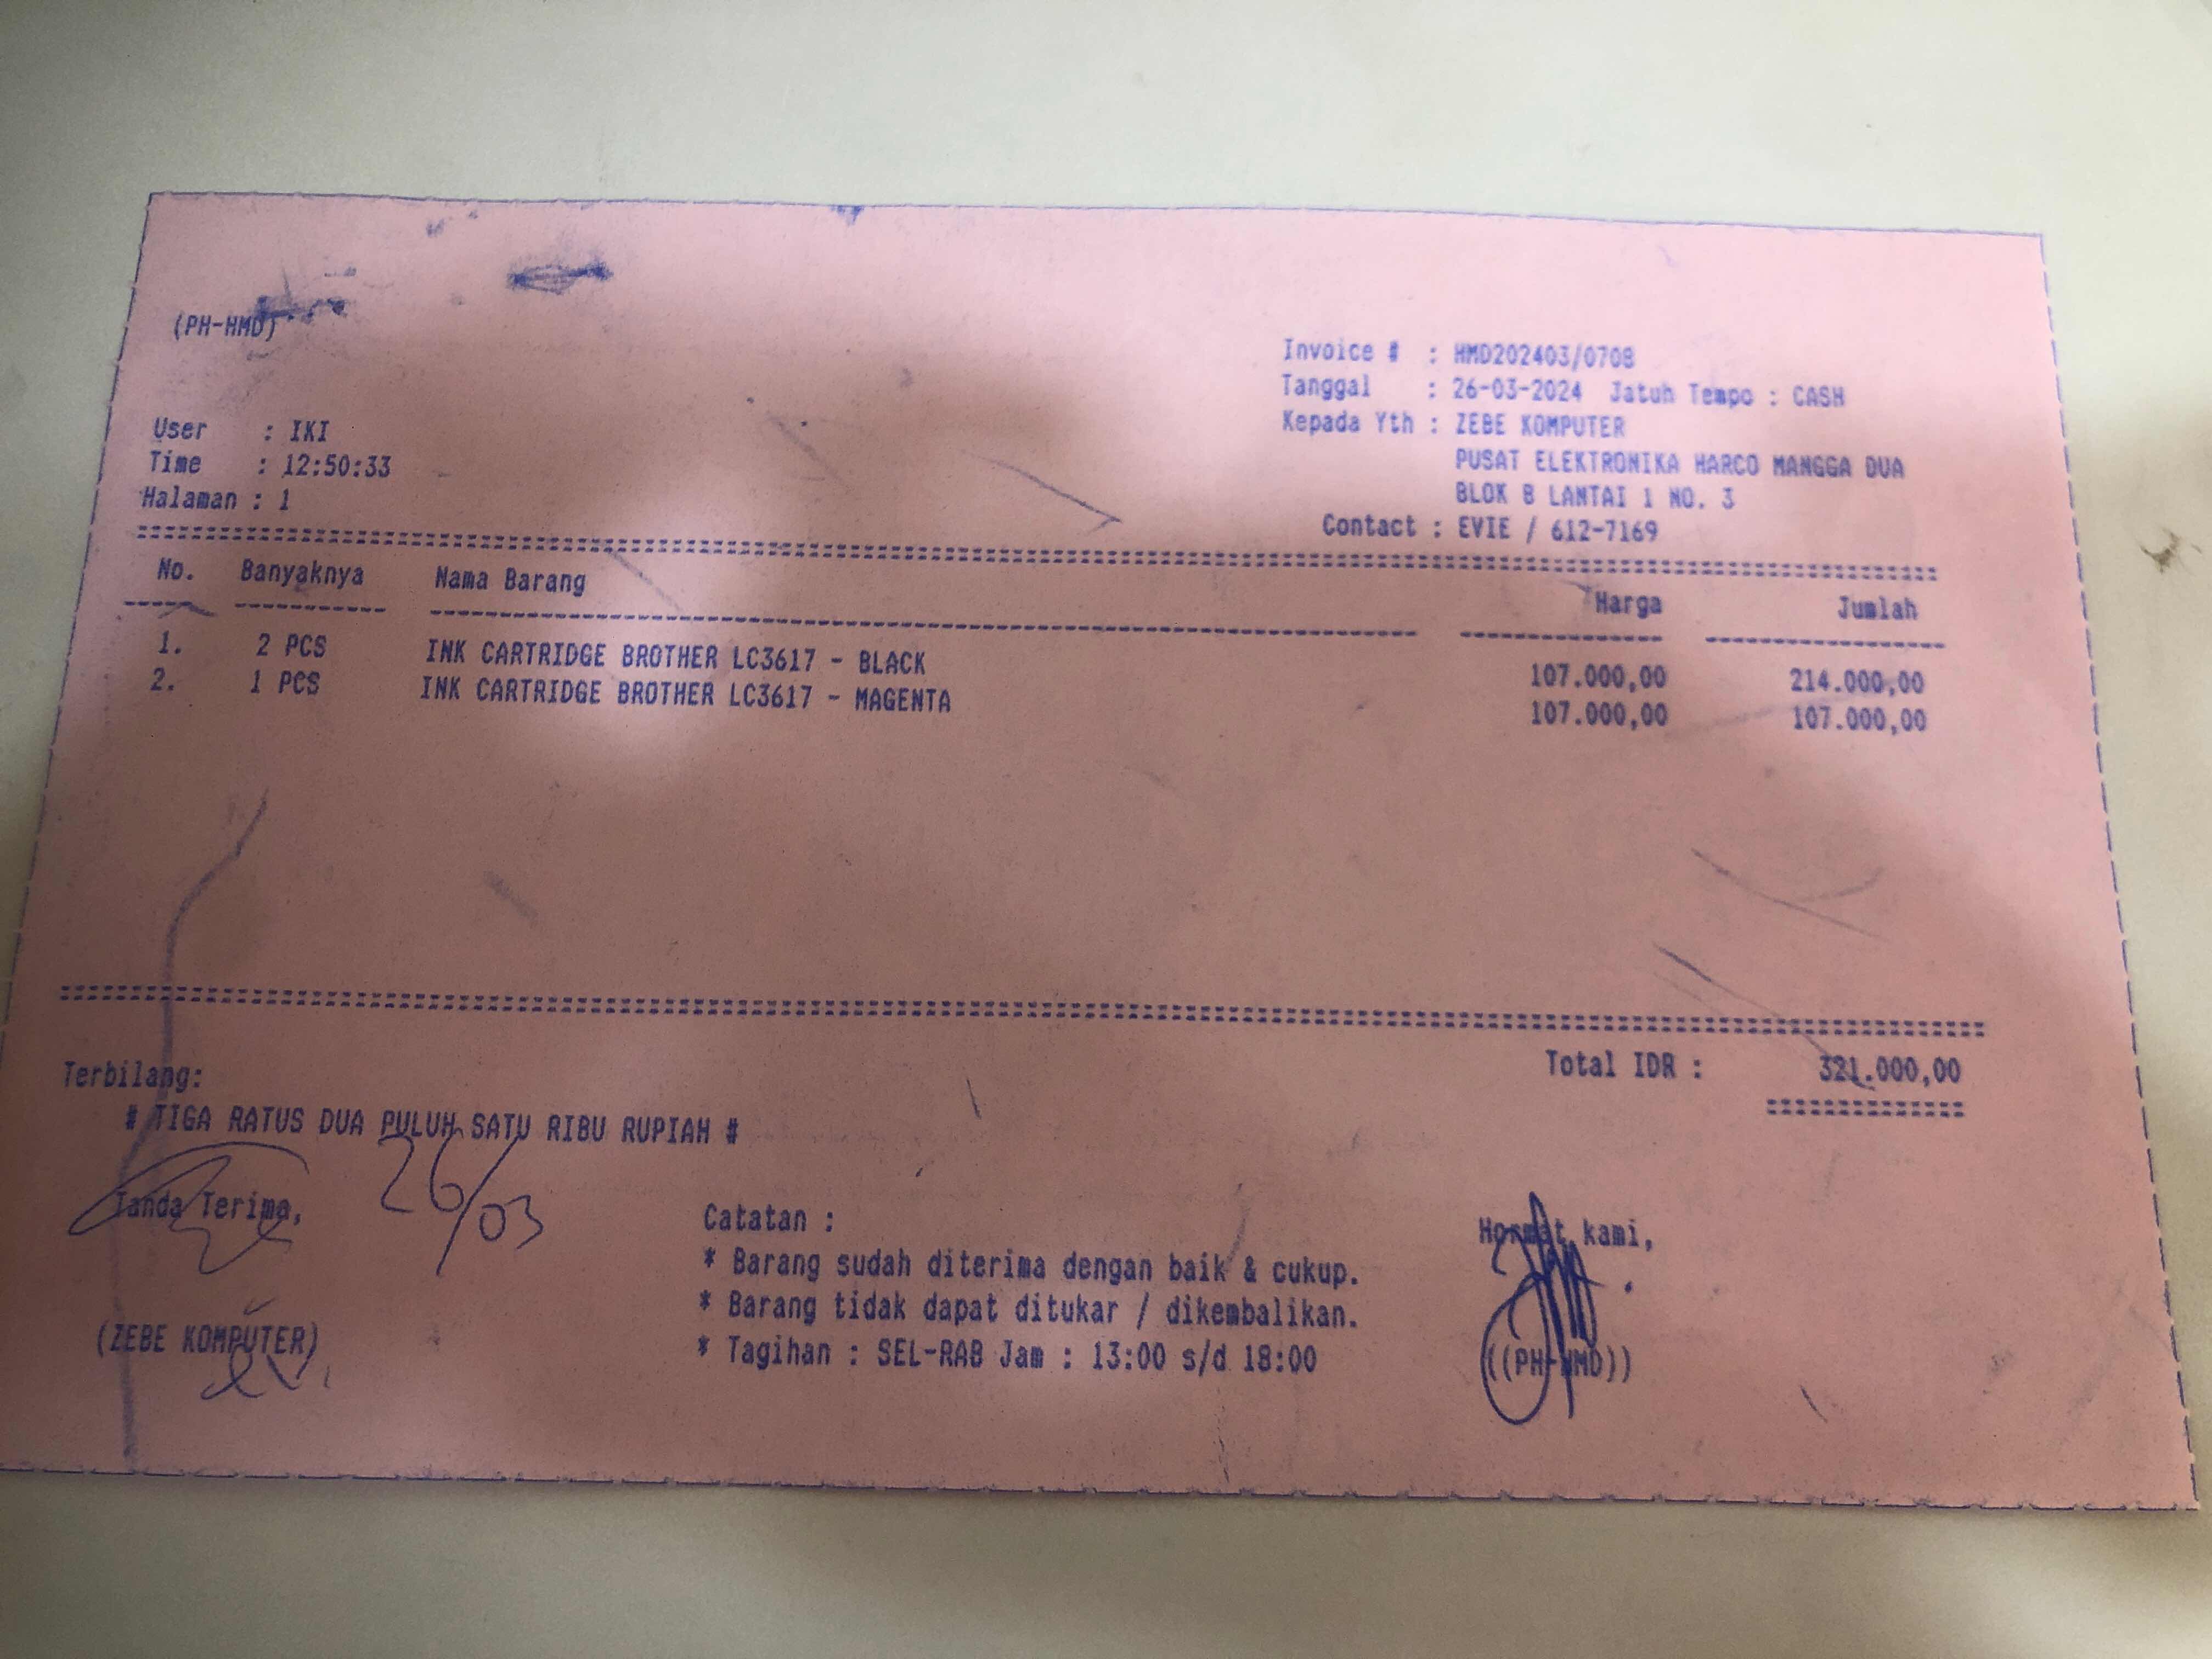 (PH-HMD)
Invoice # : HMD202403/0708
Tanggal : 26-03-2024 Jatuh Tempo : CASH
User : IKI
Kepada Yth : ZEBE KOMPUTER
Time : 12:50:33
PUSAT ELEKTRONIKA HARCO MANGGA DUA
Halaman : 1
BLOK B LANTAI 1 NO. 3
Contact : EVIE / 612-7169
No. Banyaknya Nama Barang Harga Jumlah
1. 2 PCS INK CARTRIDGE BROTHER LC3617 - BLACK 107.000,00 214.000,00
2. 1 PCS INK CARTRIDGE BROTHER LC3617 - MAGENTA 107.000,00 107.000,00
Total IDR : 321.000,00
Terbilang:
# TIGA RATUS DUA PULUH SATU RIBU RUPIAH #
26/03
Tanda Terima,
Catatan :
Hormat kami,
* Barang sudah diterima dengan baik & cukup.
* Barang tidak dapat ditukar / dikembalikan.
* Tagihan : SEL-RAB Jam : 13:00 s/d 18:00
(ZEBE KOMPUTER)
((PH-HMD))